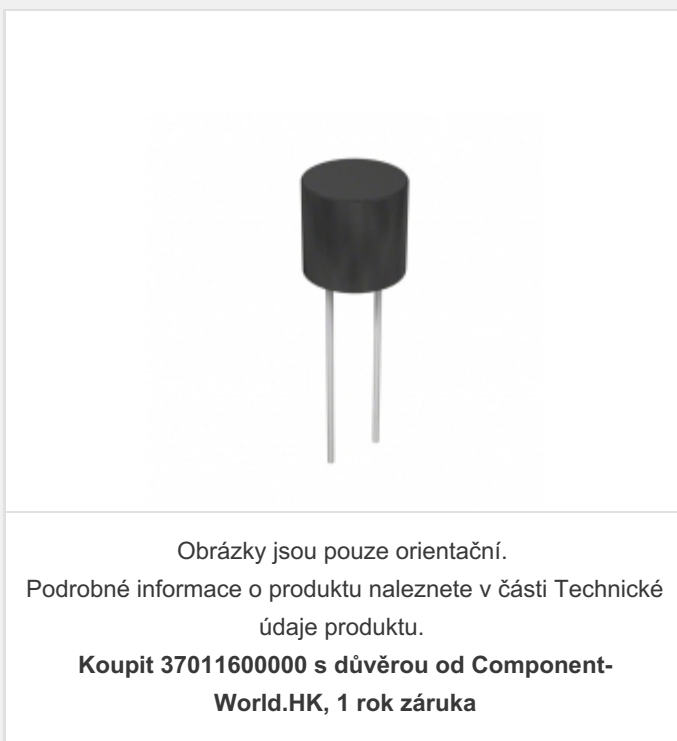 Obrázky jsou pouze orientační.
Podrobné informace o produktu naleznete v části Technické
údaje produktu.
Koupit 37011600000 s důvěrou od Component-
World.HK, 1 rok záruka